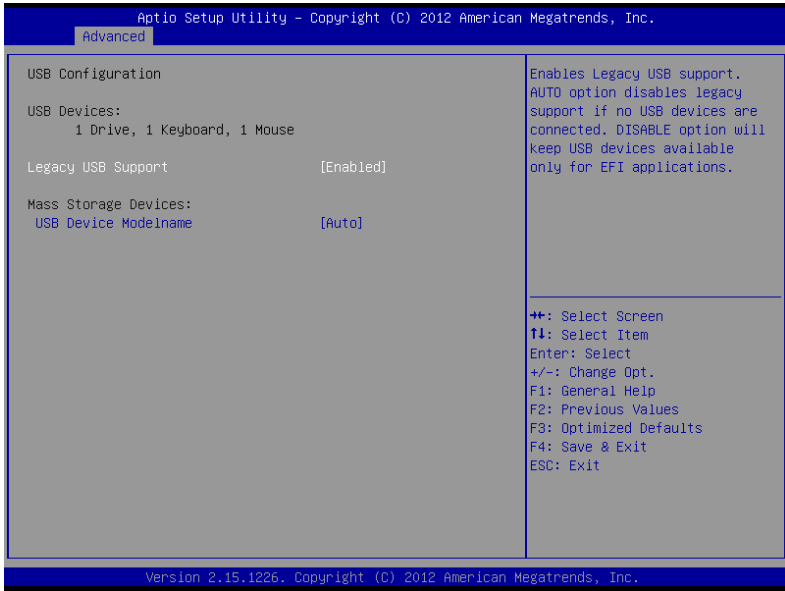 Aptio Setup Utility – Copyright (C) 2012 American Megatrends, Inc.
Advanced
USB Configuration
USB Devices:
1 Drive, 1 Keyboard, 1 Mouse
Legacy USB Support [Enabled]
Mass Storage Devices:
USB Device Modelname [Auto]
Enables Legacy USB support.
AUTO option disables legacy
support if no USB devices are
connected. DISABLE option will
keep USB devices available
only for EFI applications.
→←: Select Screen
↑↓: Select Item
Enter: Select
+/-: Change Opt.
F1: General Help
F2: Previous Values
F3: Optimized Defaults
F4: Save & Exit
ESC: Exit
Version 2.15.1226. Copyright (C) 2012 American Megatrends, Inc.